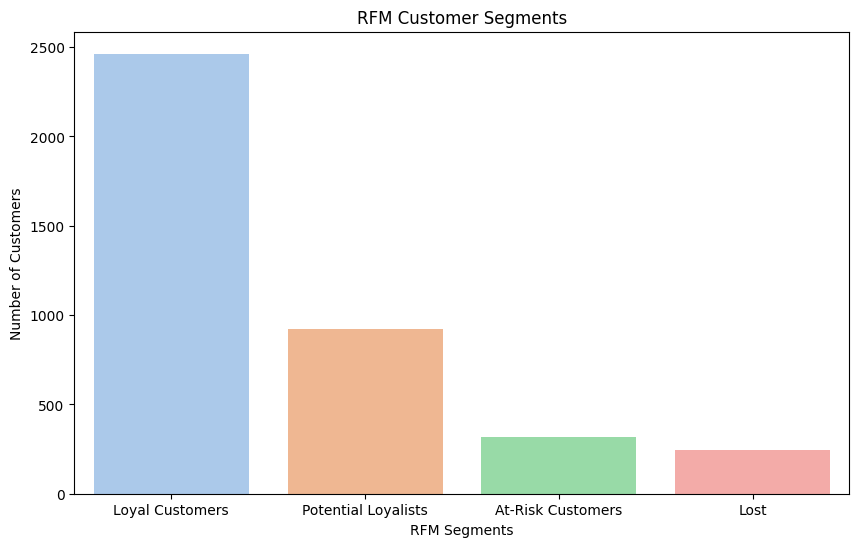 RFM Customer Segments
Number of Customers
2500
2000
1500
1000
500
0
Loyal Customers
Potential Loyalists
At-Risk Customers
Lost
RFM Segments